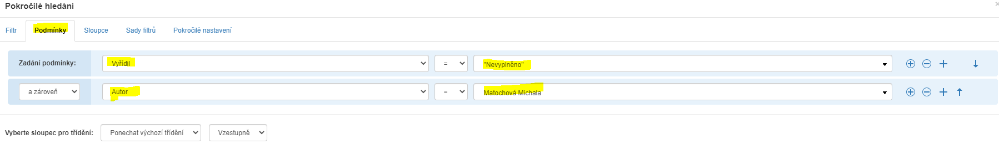 Pokročilé hledání
Filtr Podmínky Sloupce Sady filtrů Pokročilé nastavení
Zadání podmínky: Vyřídil = "Nevyplněno"
a zároveň Autor = Matochová Michala
Vyberte sloupec pro třídění: Ponechat výchozí třídění Vzestupně